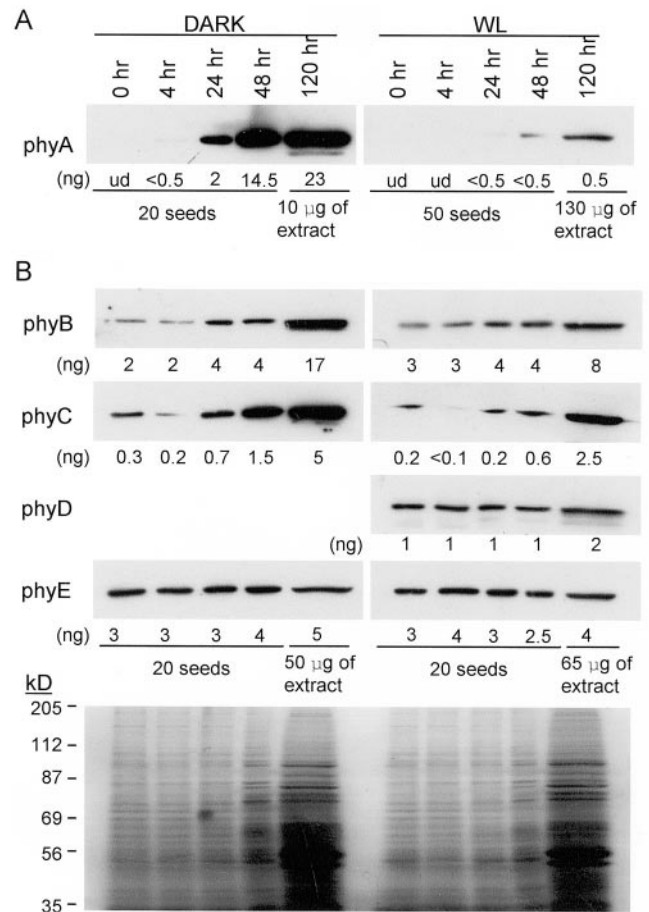 A
DARK WL
0 hr 4 hr 24 hr 48 hr 120 hr 0 hr 4 hr 24 hr 48 hr 120 hr
phyA
(ng) ud <0.5 2 14.5 23 ud ud <0.5 <0.5 0.5
20 seeds 10 µg of extract 50 seeds 130 µg of extract
B
phyB
(ng) 2 2 4 4 17 3 3 4 4 8
phyC
(ng) 0.3 0.2 0.7 1.5 5 0.2 <0.1 0.2 0.6 2.5
phyD
(ng) 1 1 1 1 2
phyE
(ng) 3 3 3 4 5 3 4 3 2.5 4
20 seeds 50 µg of extract 20 seeds 65 µg of extract
kD
205
112
87
69
56
35